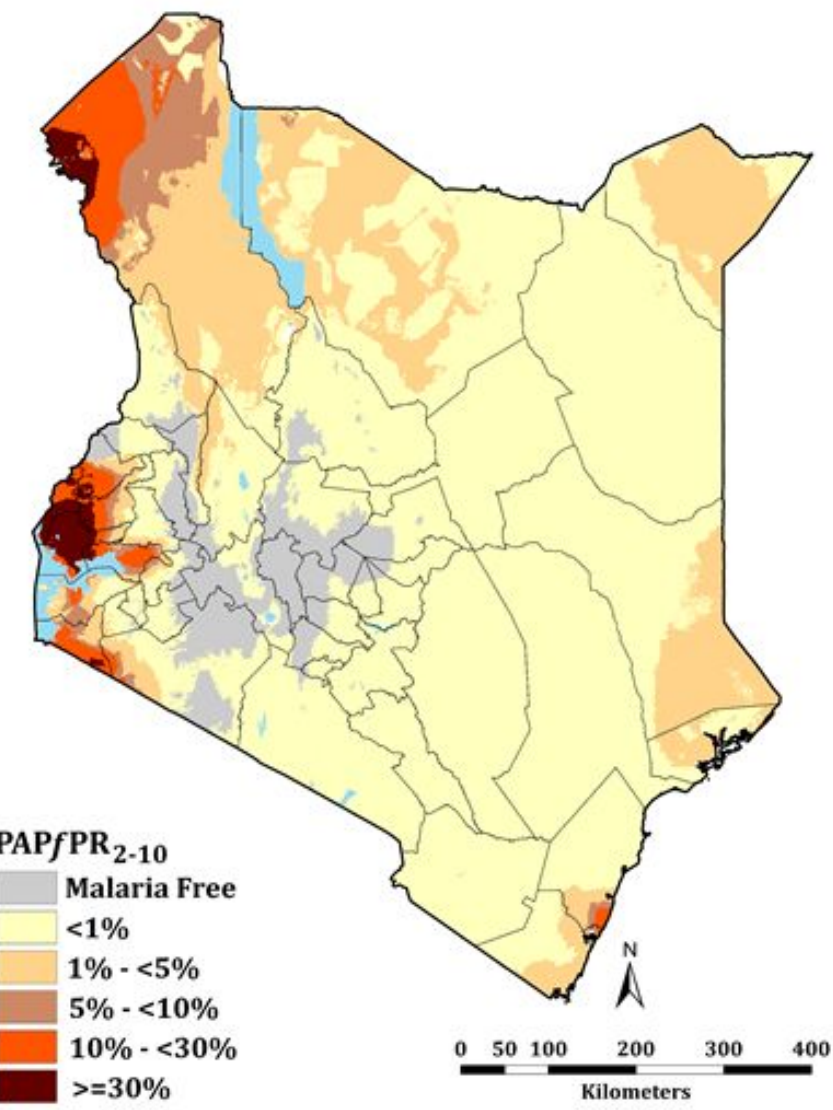 PAPfPR2-10
Malaria Free
<1%
1% - <5%
5% - <10%
10% - <30%
>=30%
N
0 50 100 200 300 400
Kilometers